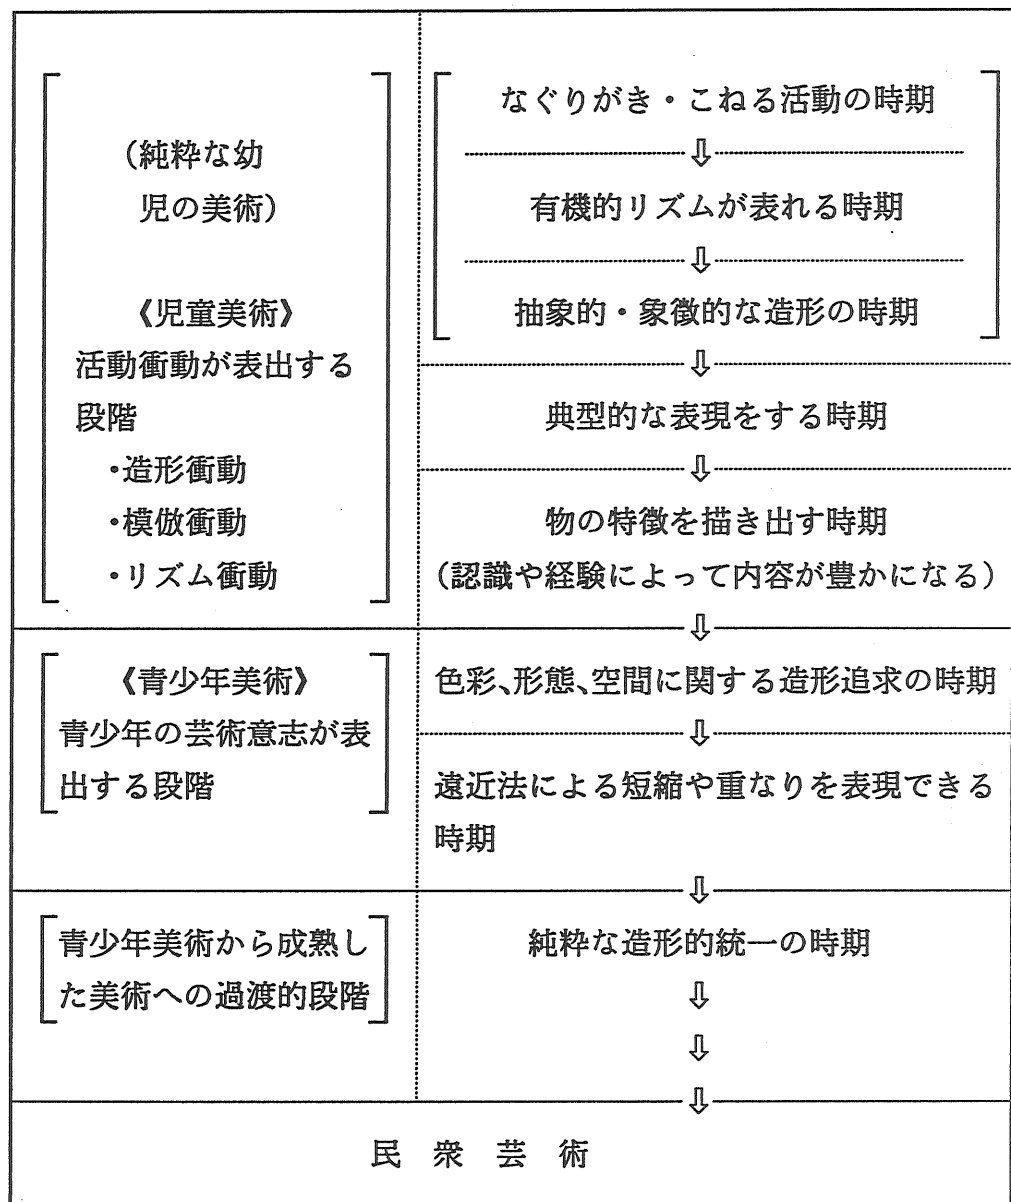 (純粋な幼
児の美術)
《児童美術》
活動衝動が表出する
段階
・造形衝動
・模倣衝動
・リズム衝動
なぐりがき・こねる活動の時期
⇩
有機的リズムが表れる時期
⇩
抽象的・象徴的な造形の時期
⇩
典型的な表現をする時期
⇩
物の特徴を描き出す時期
(認識や経験によって内容が豊かになる)
⇩
《青少年美術》
青少年の芸術意志が表
出する段階
色彩、形態、空間に関する造形追求の時期
⇩
遠近法による短縮や重なりを表現できる
時期
⇩
青少年美術から成熟し
た美術への過渡的段階
純粋な造形的統一の時期
⇩
⇩
⇩
民衆芸術